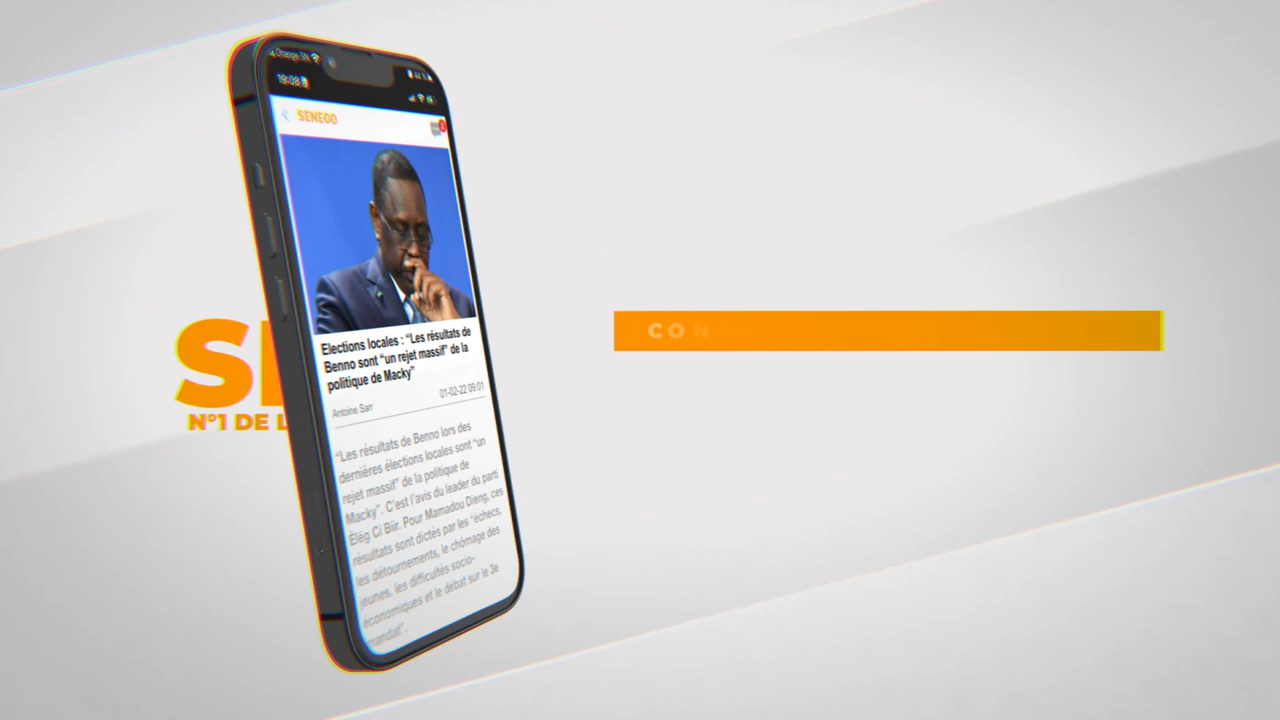 Orange SN
19:08
SENEGO
Elections locales : “Les résultats de
Benno sont “un rejet massif” de la
politique de Macky”
Antoine Sarr 01-02-22 09:01
“Les résultats de Benno lors des
dernières élections locales sont “un
rejet massif” de la politique de
Macky”. C’est l’avis du leader du parti
Élég Ci Biir. Pour Mamadou Dieng, ces
résultats sont dictés par les “échecs,
les détournements, le chômage des
jeunes, les difficultés socio-
économiques et le débat sur le 3e
mandat”.
N°1 DE
CON